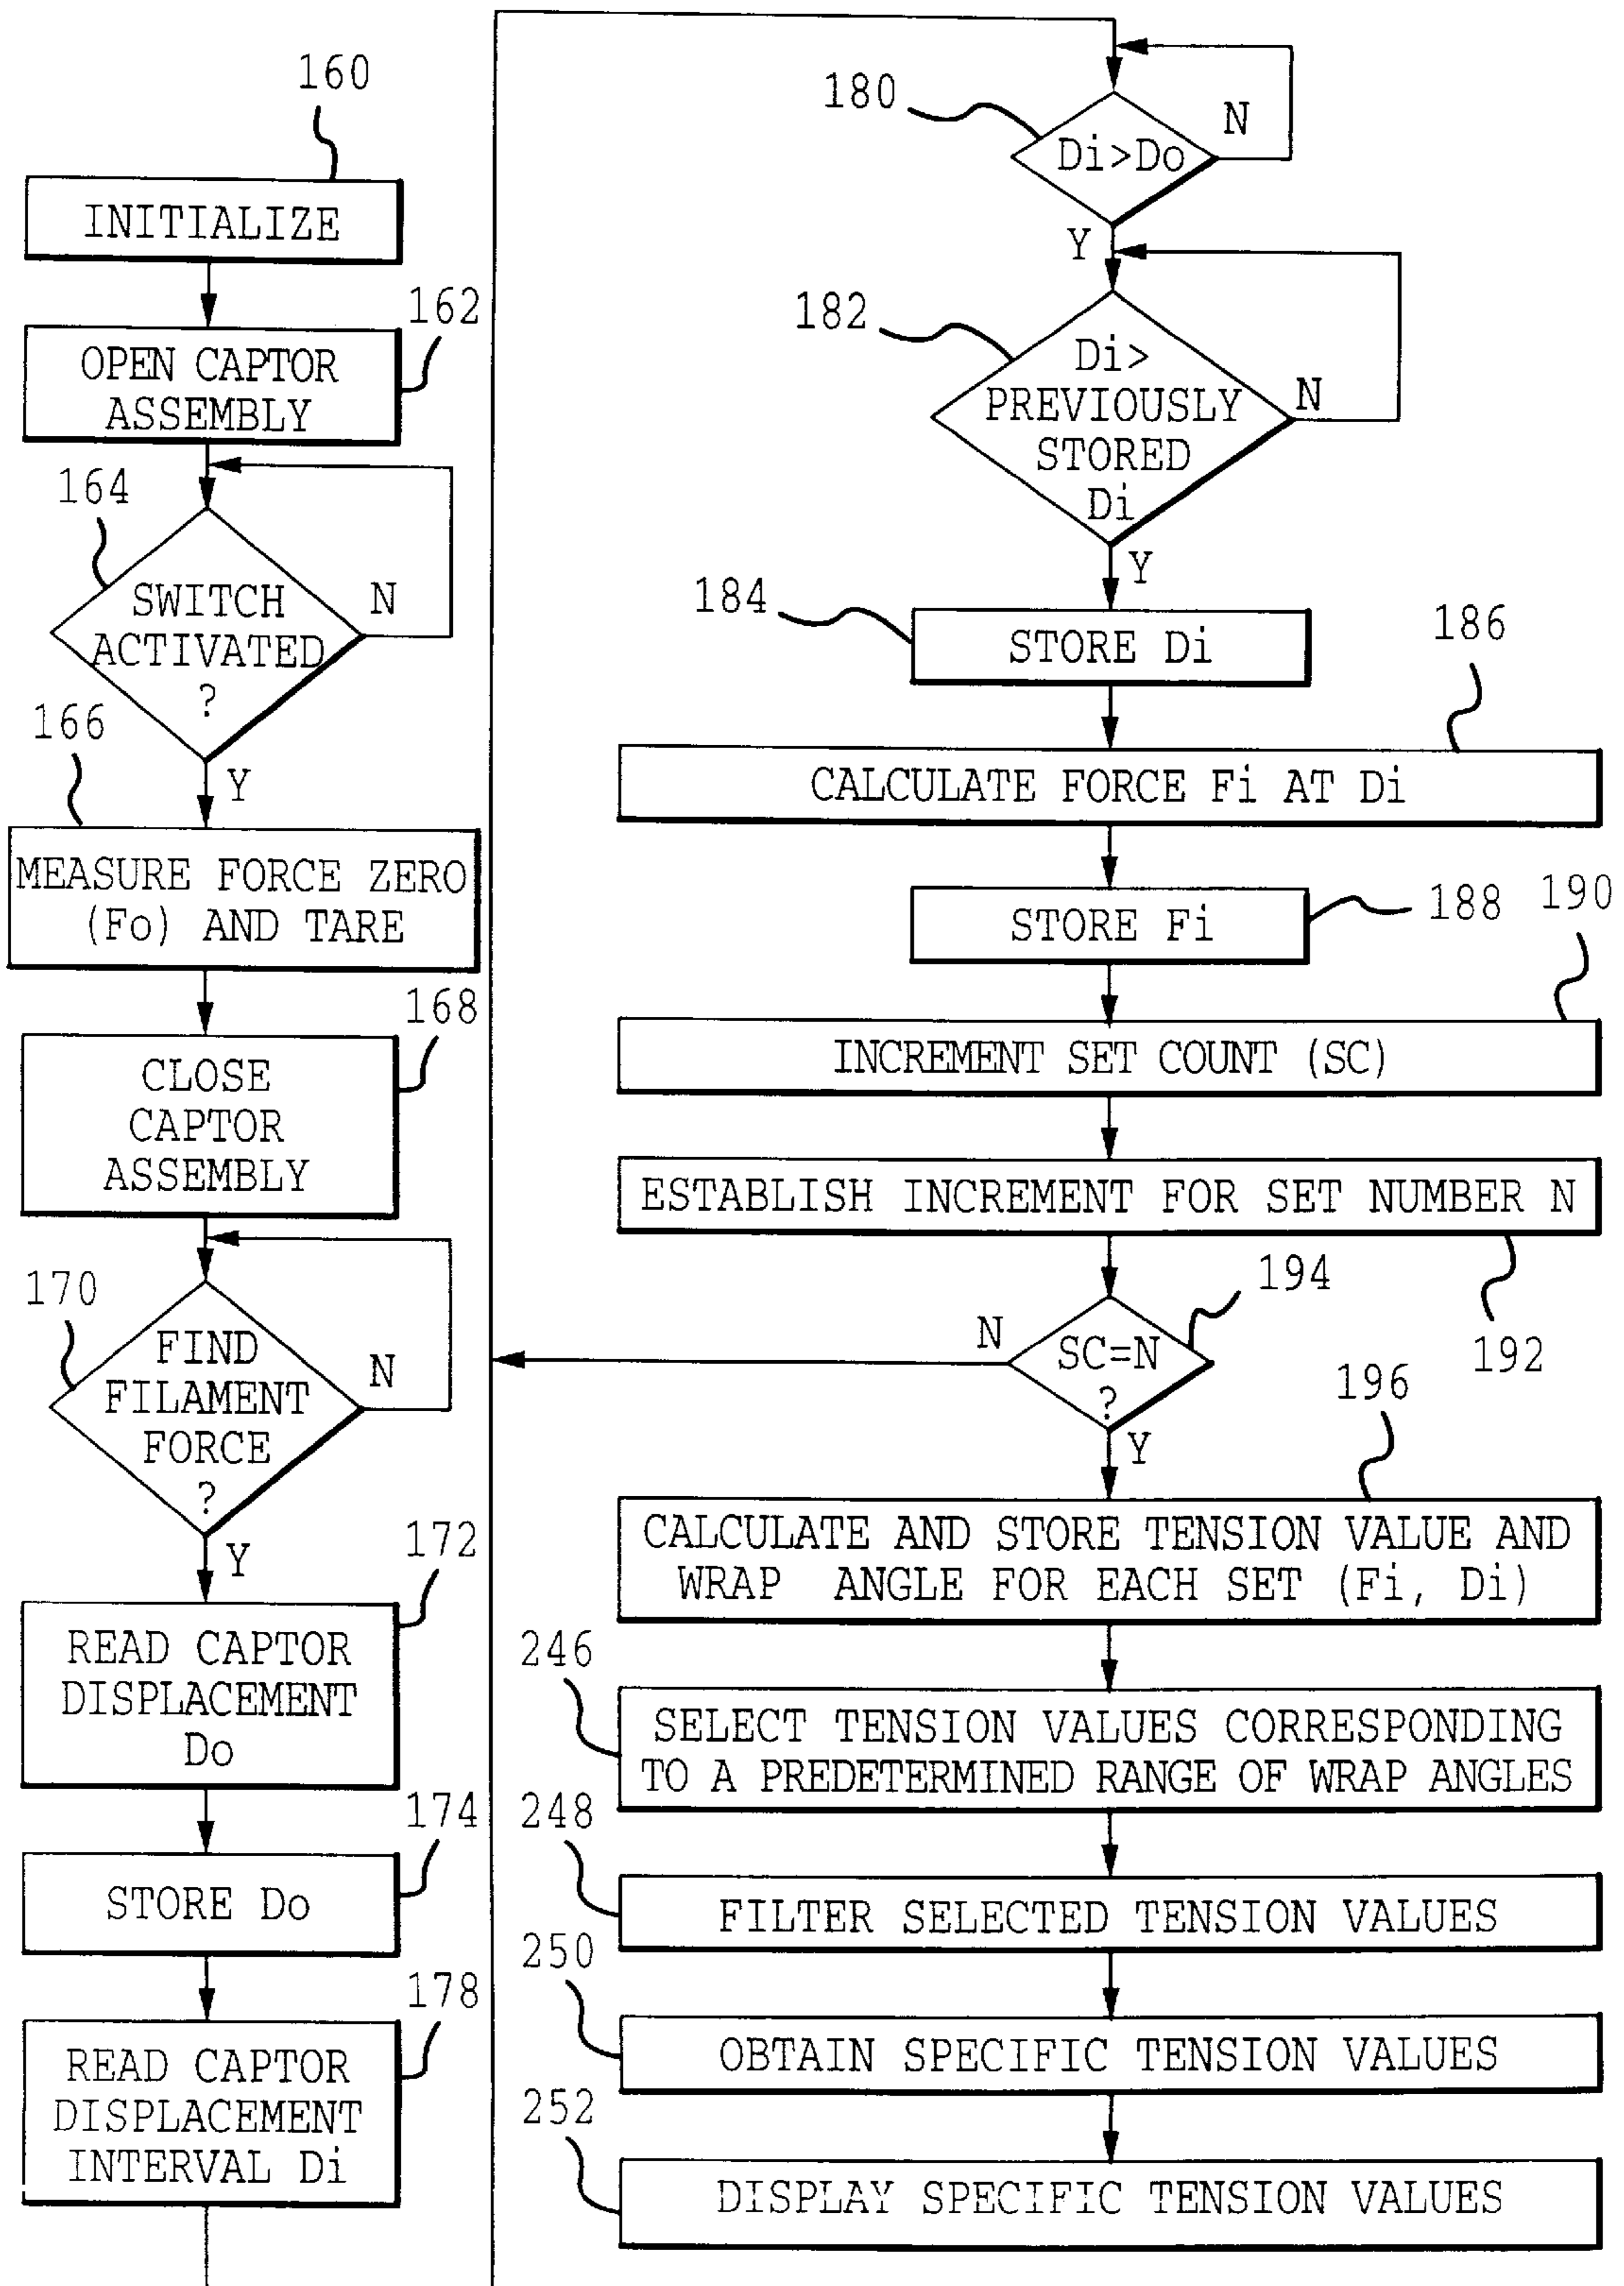 160
INITIALIZE
162
OPEN CAPTOR
ASSEMBLY
164
SWITCH
ACTIVATED
?
N
Y
166
MEASURE FORCE ZERO
(Fo) AND TARE
168
CLOSE
CAPTOR
ASSEMBLY
170
FIND
FILAMENT
FORCE
?
N
Y
172
READ CAPTOR
DISPLACEMENT
Do
174
STORE Do
178
READ CAPTOR
DISPLACEMENT
INTERVAL Di
180
Di>Do
N
Y
182
Di>
PREVIOUSLY
STORED
Di
N
Y
184
STORE Di
186
CALCULATE FORCE Fi AT Di
188
STORE Fi
190
INCREMENT SET COUNT (SC)
ESTABLISH INCREMENT FOR SET NUMBER N
192
194
SC=N
?
N
Y
196
CALCULATE AND STORE TENSION VALUE AND
WRAP ANGLE FOR EACH SET (Fi, Di)
246
SELECT TENSION VALUES CORRESPONDING
TO A PREDETERMINED RANGE OF WRAP ANGLES
248
FILTER SELECTED TENSION VALUES
250
OBTAIN SPECIFIC TENSION VALUES
252
DISPLAY SPECIFIC TENSION VALUES